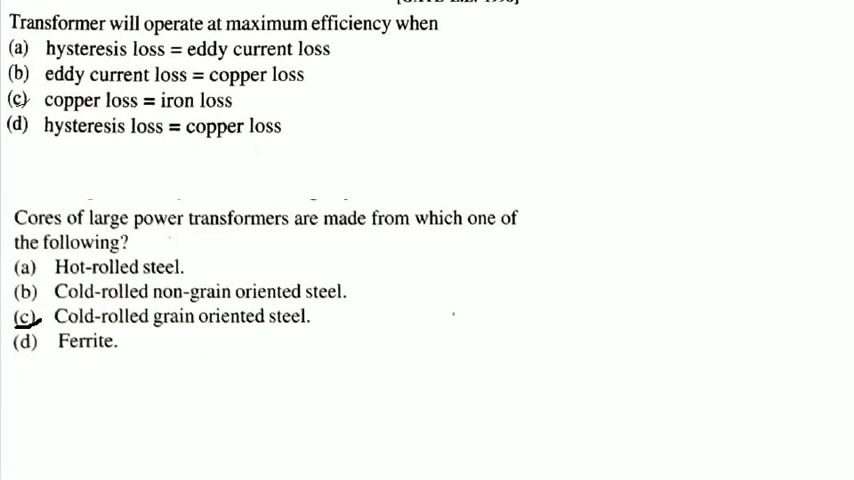 Transformer will operate at maximum efficiency when
(a) hysteresis loss = eddy current loss
(b) eddy current loss = copper loss
(c) copper loss = iron loss
(d) hysteresis loss = copper loss
Cores of large power transformers are made from which one of
the following?
(a) Hot-rolled steel.
(b) Cold-rolled non-grain oriented steel.
(c) Cold-rolled grain oriented steel.
(d) Ferrite.